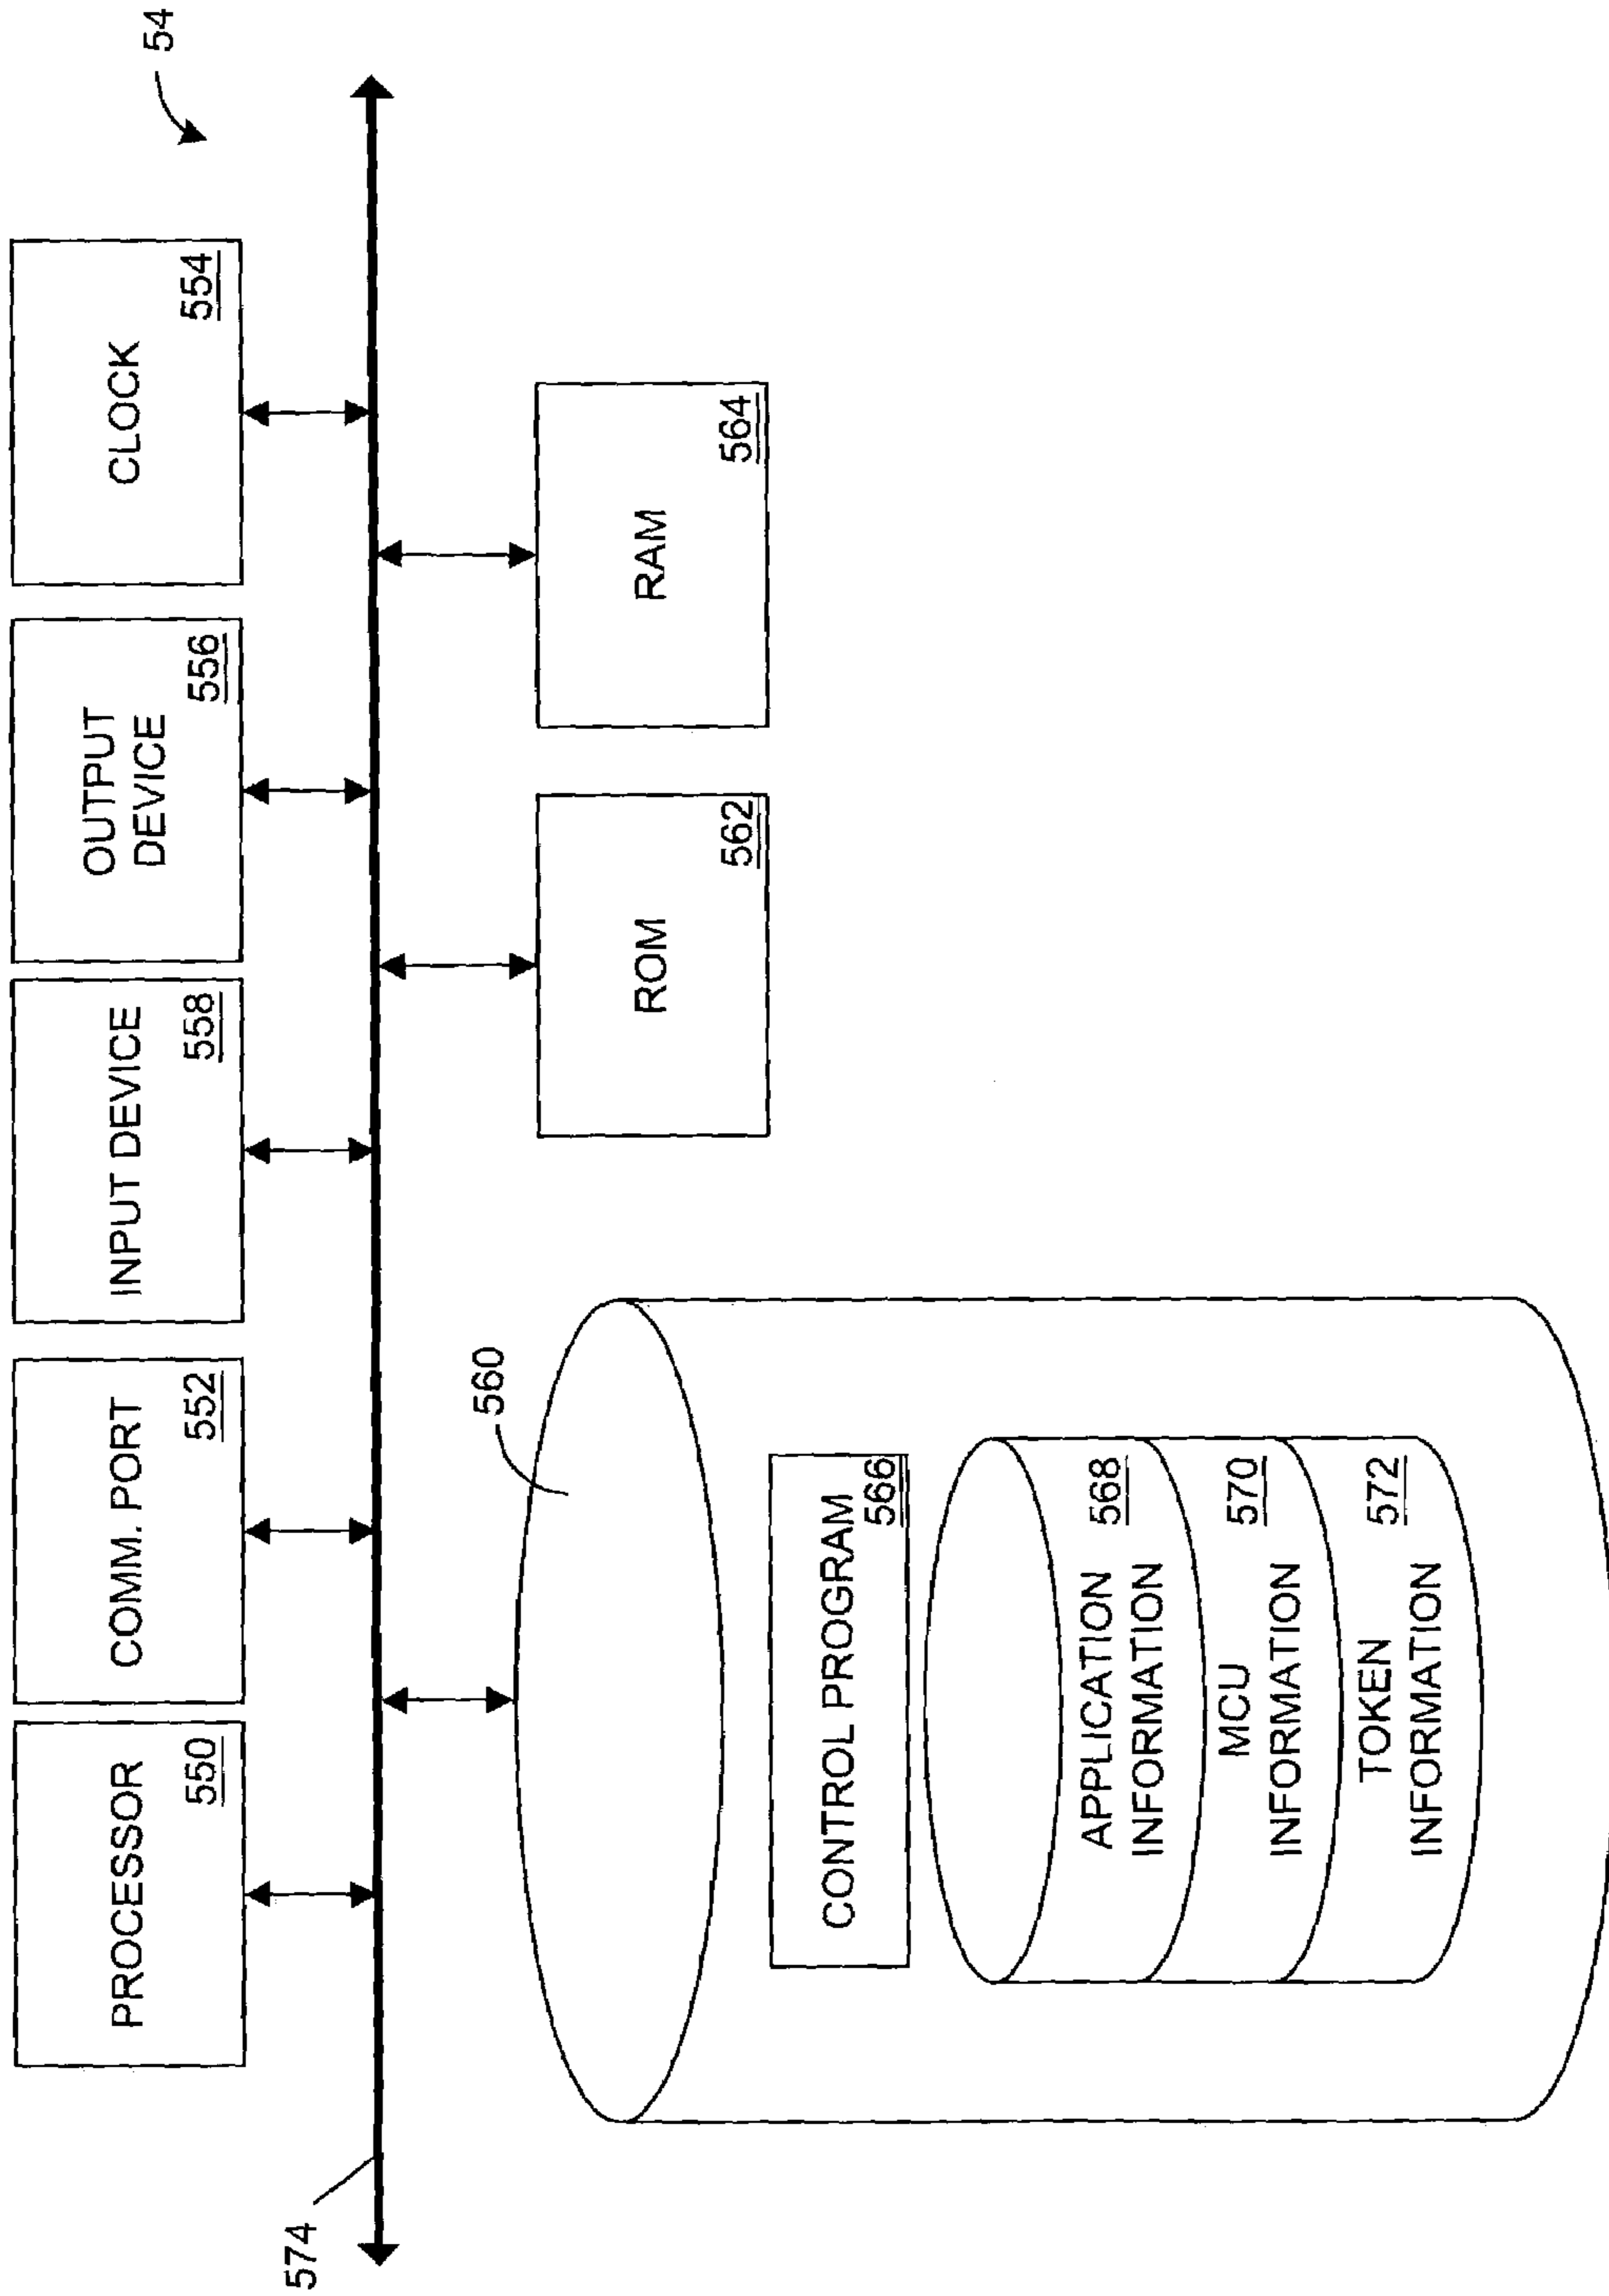 54
PROCESSOR
550
COMM. PORT
552
INPUT DEVICE
558
OUTPUT
DEVICE
556
CLOCK
554
574
560
ROM
562
RAM
564
CONTROL PROGRAM
566
APPLICATION
INFORMATION
568
MCU
INFORMATION
570
TOKEN
INFORMATION
572